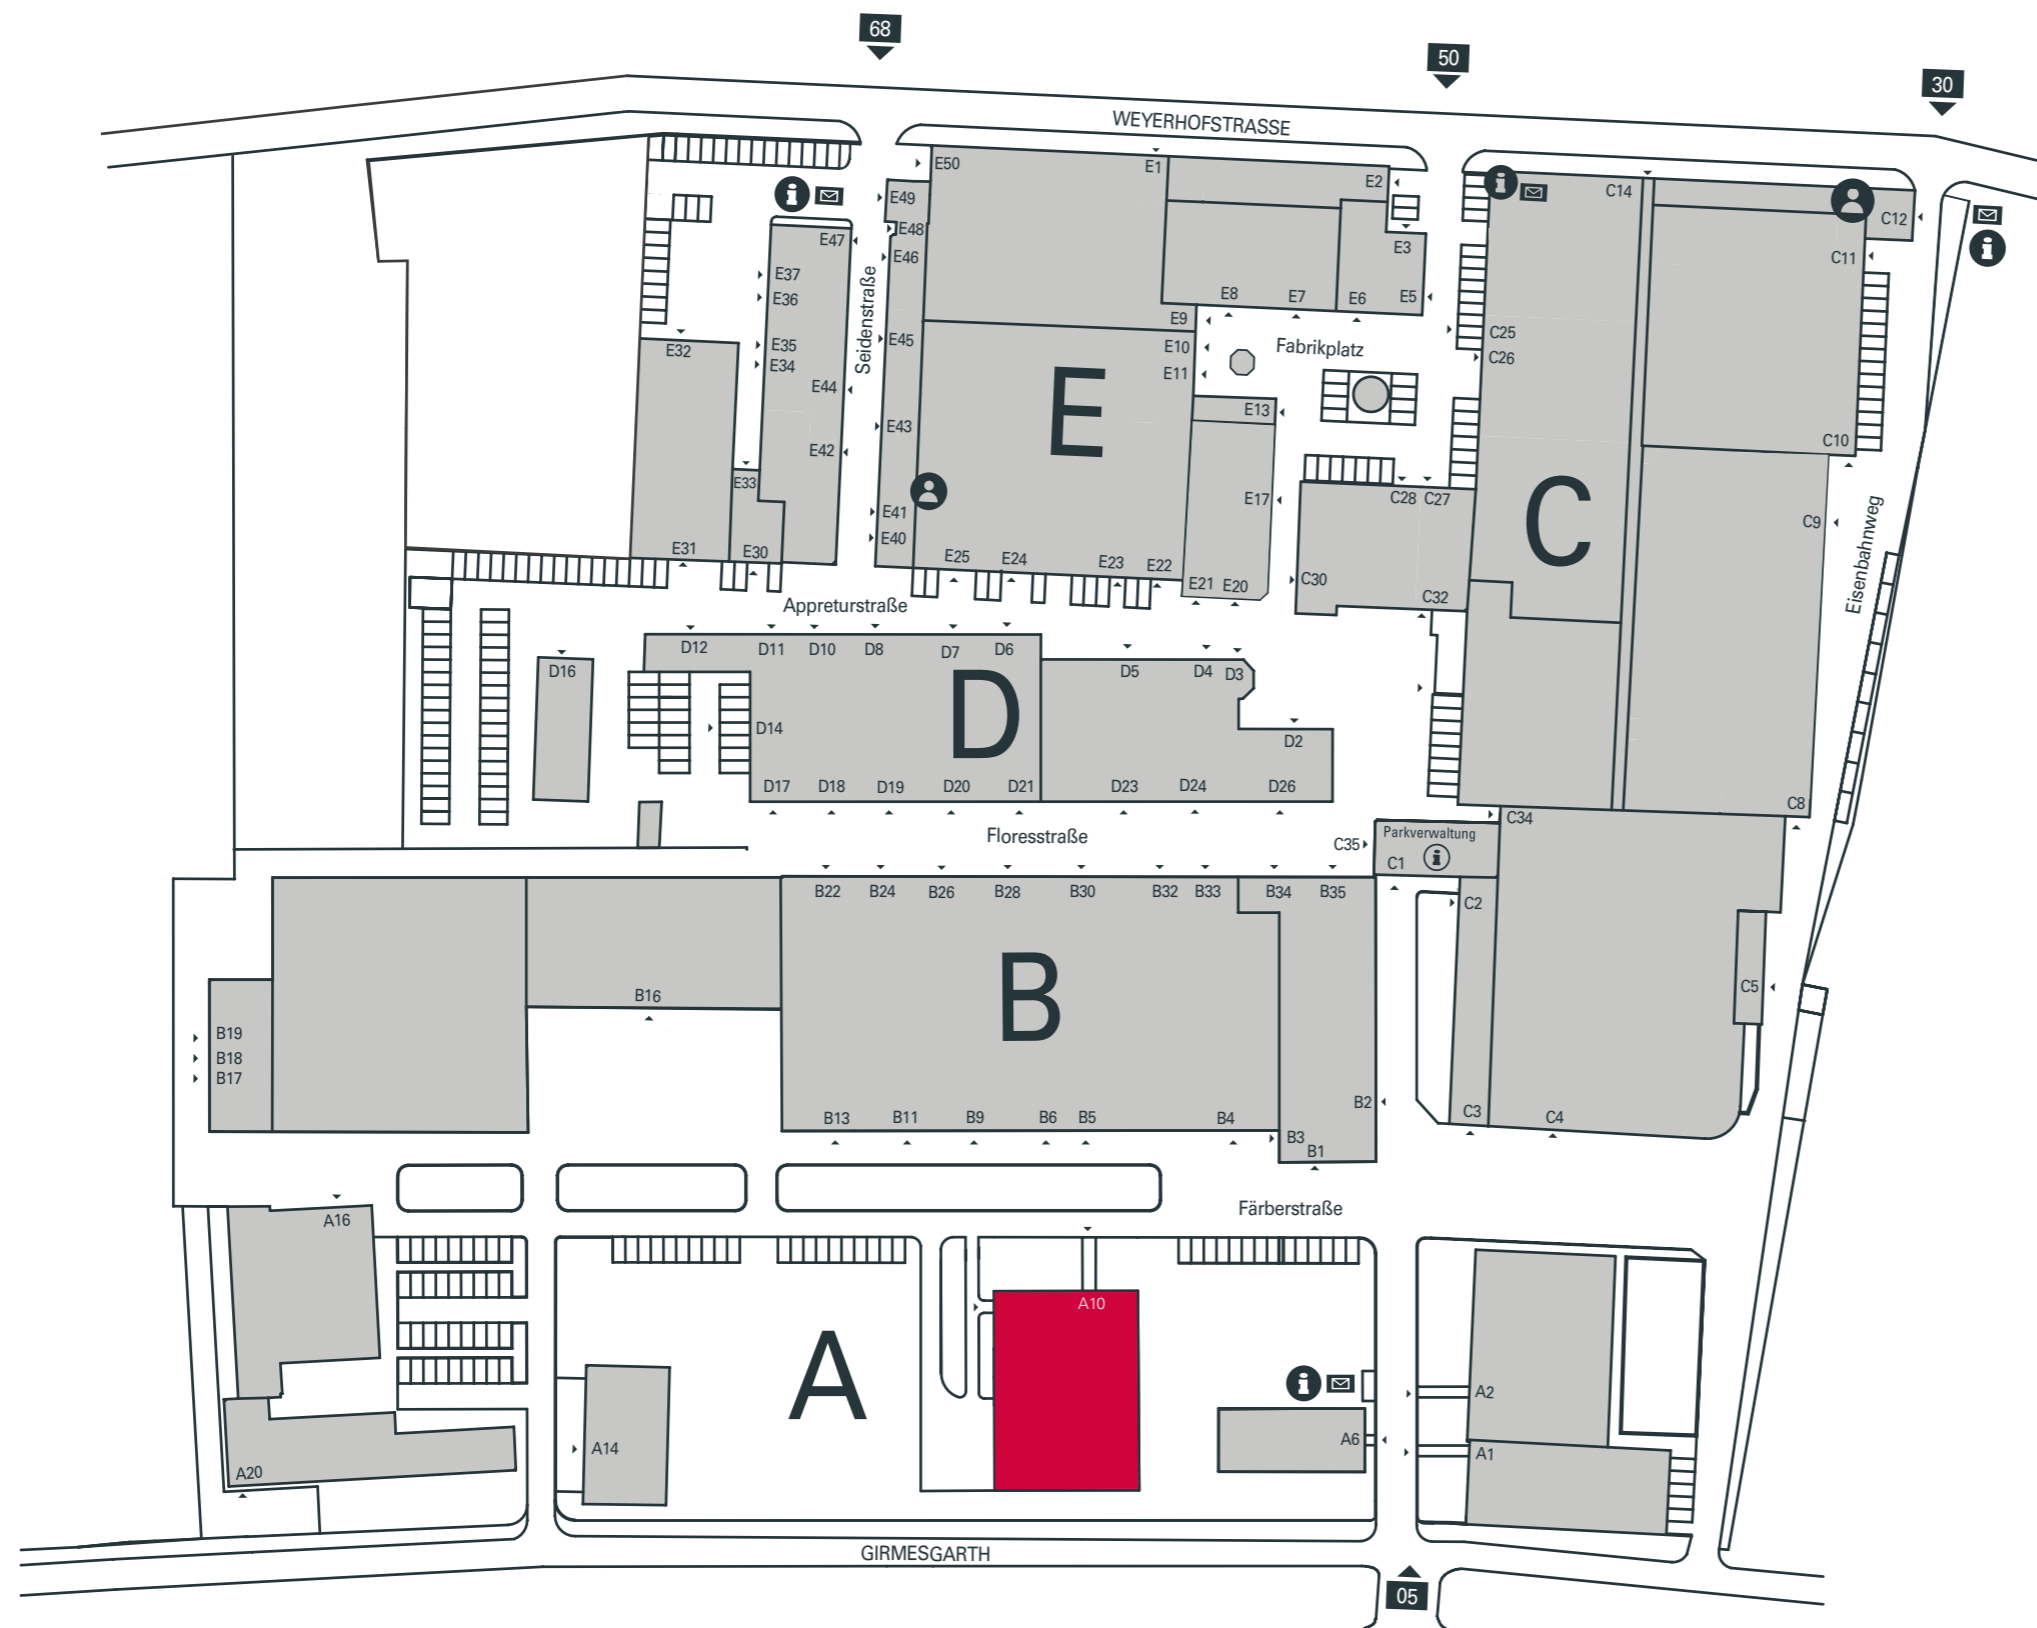 68
50
30
WEYERHOFSTRASSE
E50
E1
E2
C14
C12
E49
E48
E47
E46
E3
C11
E37
E36
E8
E7
E6
E5
Seidenstraße
E9
E45
E10
Fabrikplatz
C25
C26
E35
E34
E32
E11
E44
E13
E
E43
E42
C10
E33
E17
C28
C27
C
C9
E41
E40
E31
E30
E25
E24
E23
E22
E21
E20
C30
C32
Eisenbahnweg
Appreturstraße
D12
D11
D10
D8
D7
D6
D16
D5
D4
D3
D
D14
D2
D17
D18
D19
D20
D21
D23
D24
D26
C8
C34
Floresstraße
C35
Parkverwaltung
C1
B22
B24
B26
B28
B30
B32
B33
B34
B35
C2
B
B16
C5
B19
B18
B17
B13
B11
B9
B6
B5
B4
B2
B3
B1
C3
C4
Färberstraße
A16
A10
A
A2
A14
A6
A1
A20
GIRMESGARTH
05